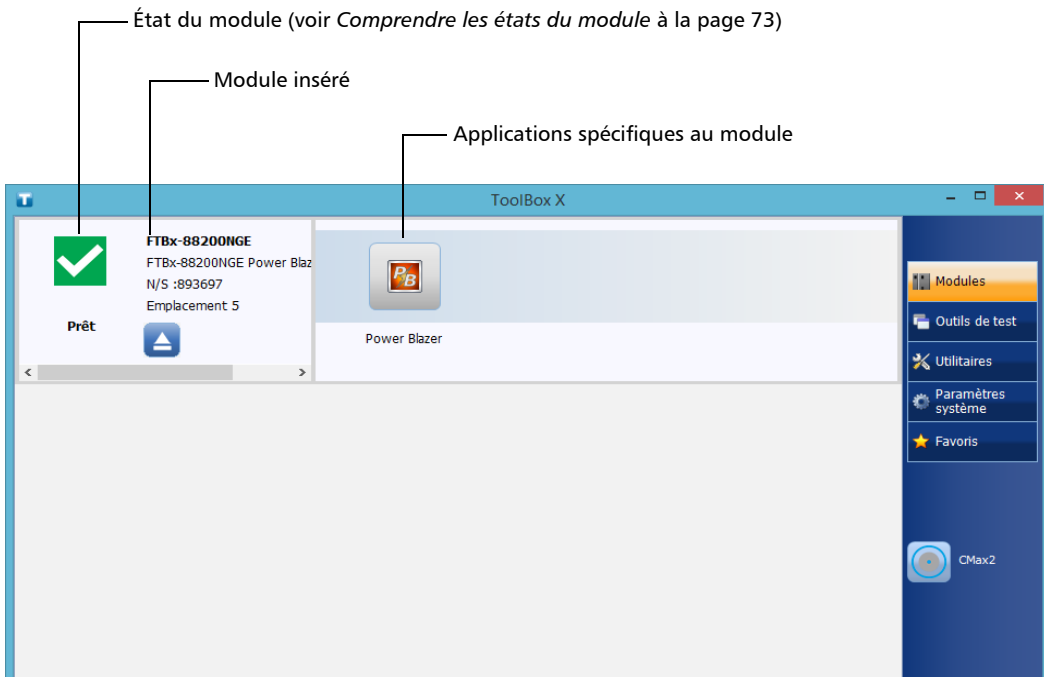 État du module (voir Comprendre les états du module à la page 73)
Module inséré
Applications spécifiques au module
ToolBox X
FTBx-88200NGE
FTBx-88200NGE Power Blaz
N/S :893697
Emplacement 5
Prêt
Power Blazer
Modules
Outils de test
Utilitaires
Paramètres
système
Favoris
CMax2